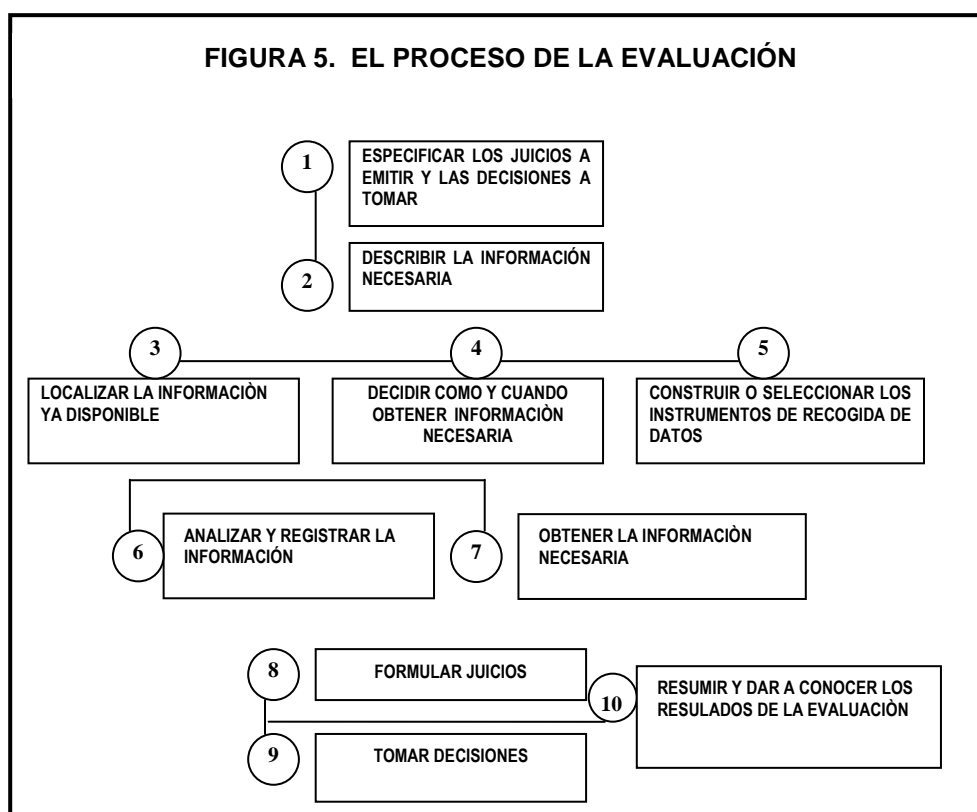 FIGURA 5. EL PROCESO DE LA EVALUACIÓN
1
ESPECIFICAR LOS JUICIOS A
EMITIR Y LAS DECISIONES A
TOMAR
2
DESCRIBIR LA INFORMACIÓN
NECESARIA
3
LOCALIZAR LA INFORMACIÒN
YA DISPONIBLE
4
DECIDIR COMO Y CUANDO
OBTENER INFORMACIÒN
NECESARIA
5
CONSTRUIR O SELECCIONAR LOS
INSTRUMENTOS DE RECOGIDA DE
DATOS
6
ANALIZAR Y REGISTRAR LA
INFORMACIÓN
7
OBTENER LA INFORMACIÒN
NECESARIA
8
FORMULAR JUICIOS
9
TOMAR DECISIONES
10
RESUMIR Y DAR A CONOCER LOS
RESULADOS DE LA EVALUACIÒN